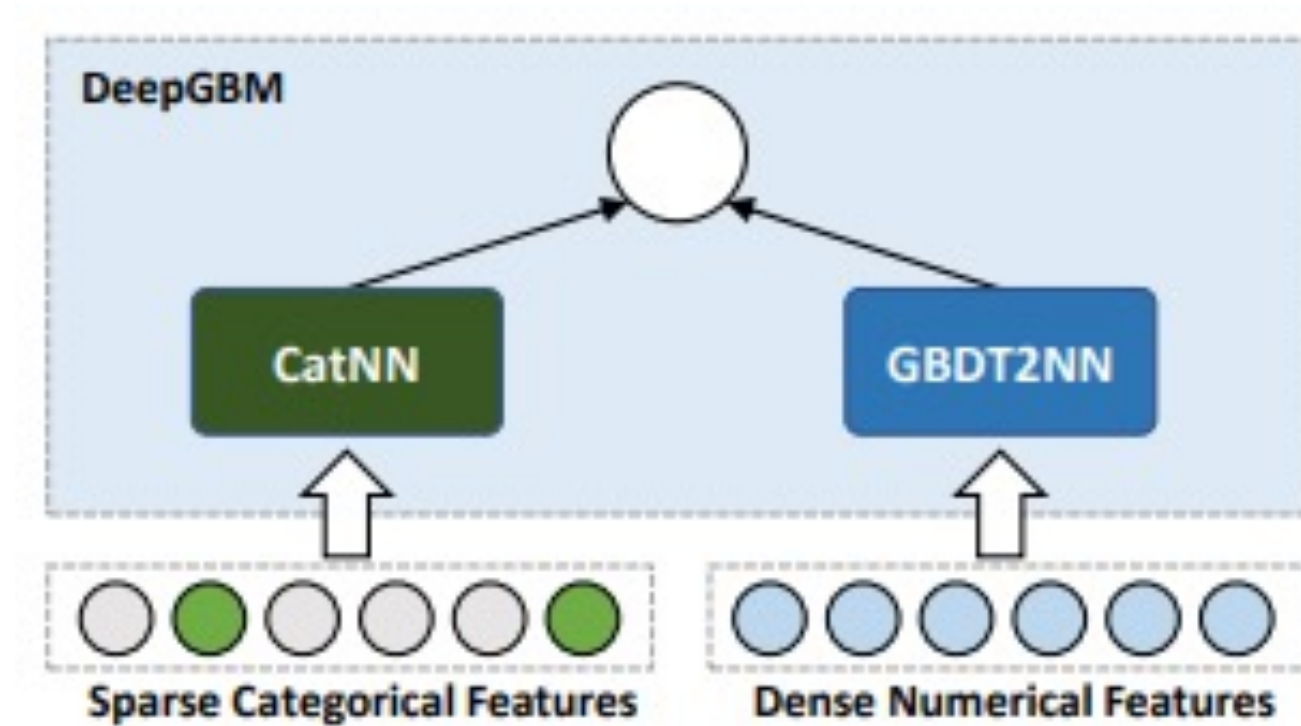 DeepGBM
CatNN
GBDT2NN
Sparse Categorical Features
Dense Numerical Features